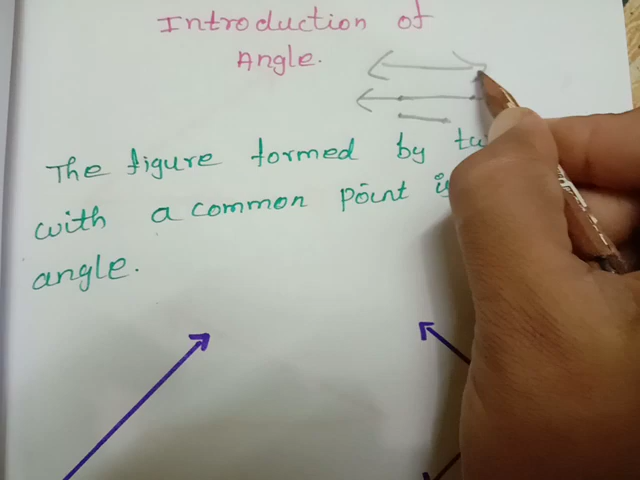 Introduction of
Angle.
The figure formed by
with a common point
angle.